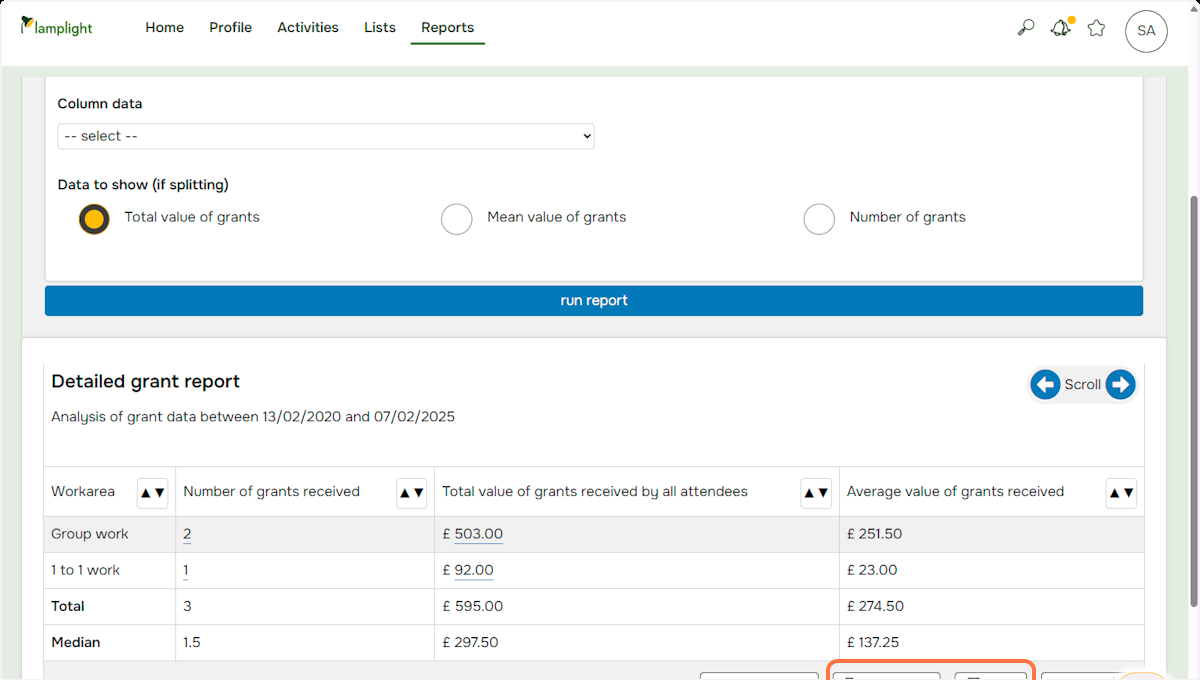 lamplight Home Profile Activities Lists Reports SA
Column data
-- select --
Data to show (if splitting)
Total value of grants Mean value of grants Number of grants
run report
Detailed grant report Scroll
Analysis of grant data between 13/02/2020 and 07/02/2025
Workarea ▲▼ Number of grants received ▲▼ Total value of grants received by all attendees ▲▼ Average value of grants received ▲▼
Group work 2 £ 503.00 £ 251.50
1 to 1 work 1 £ 92.00 £ 23.00
Total 3 £ 595.00 £ 274.50
Median 1.5 £ 297.50 £ 137.25